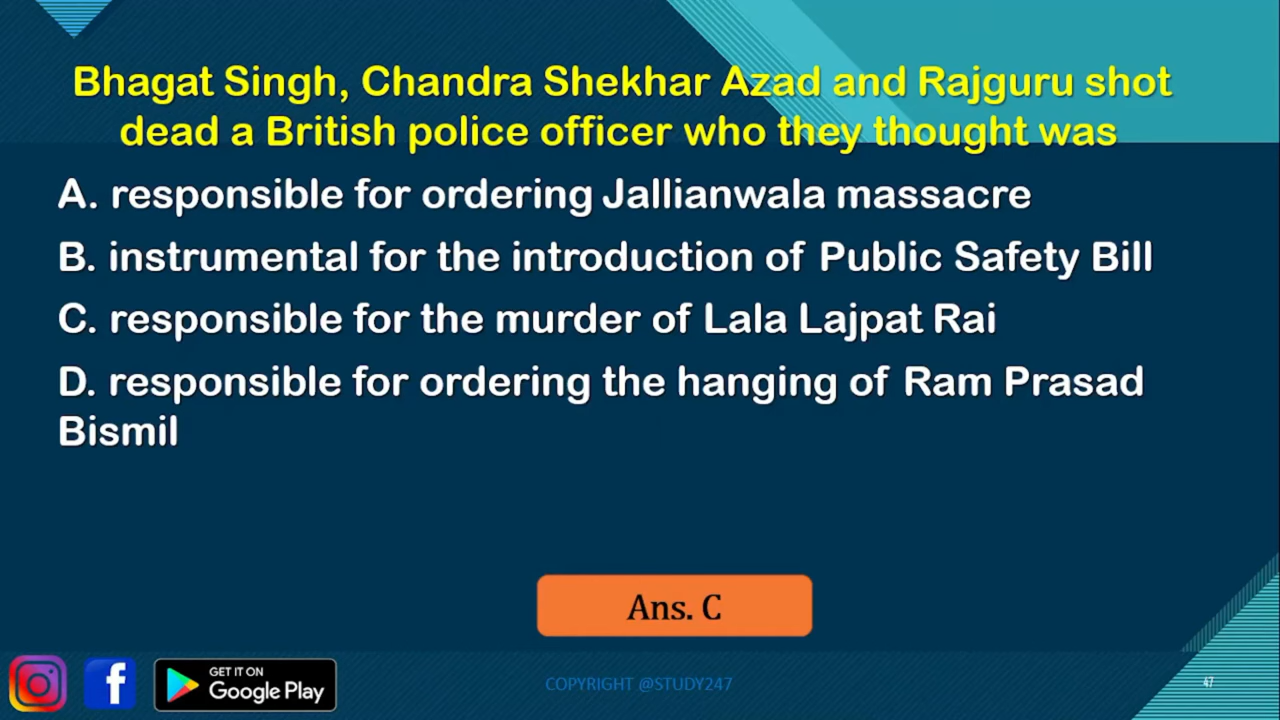 Bhagat Singh, Chandra Shekhar Azad and Rajguru shot
dead a British police officer who they thought was
A. responsible for ordering Jallianwala massacre
B. instrumental for the introduction of Public Safety Bill
C. responsible for the murder of Lala Lajpat Rai
D. responsible for ordering the hanging of Ram Prasad
Bismil
Ans. C
GET IT ON
Google Play
COPYRIGHT @STUDY247
47